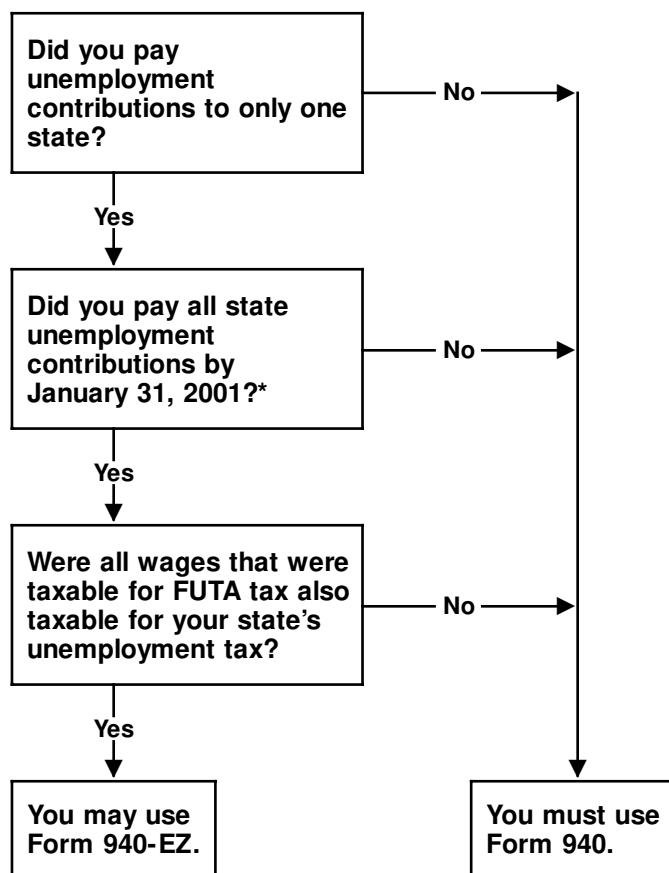 Did you pay
unemployment
contributions to only one
state?
No
Yes
Did you pay all state
unemployment
contributions by
January 31, 2001?*
No
Yes
Were all wages that were
taxable for FUTA tax also
taxable for your state's
unemployment tax?
No
Yes
You may use
Form 940-EZ.
You must use
Form 940.